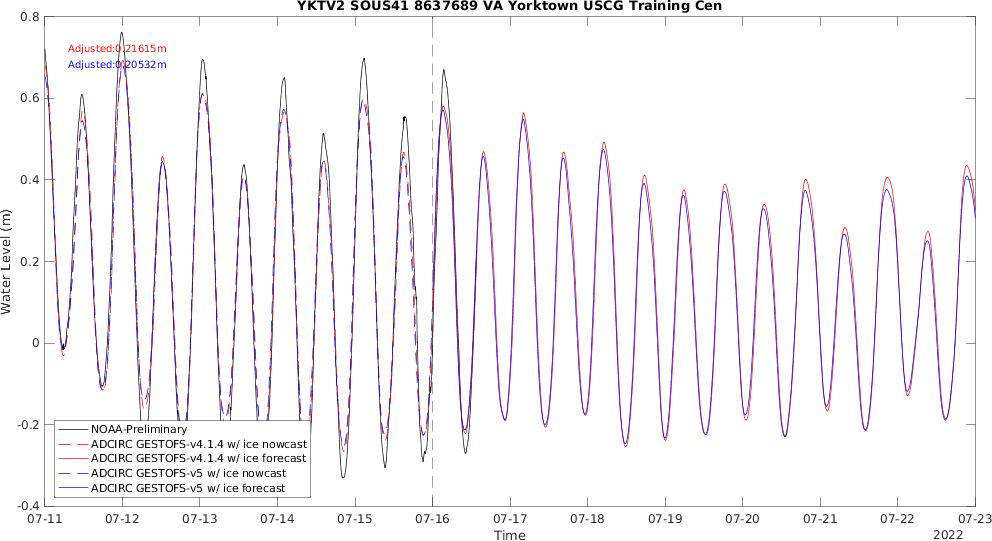 YKTV2 SOUS41 8637689 VA Yorktown USCG Training Cen
Adjusted:0.21615m
Adjusted:0.20532m
Water Level (m)
0.8
0.6
0.4
0.2
0
-0.2
-0.4
NOAA-Preliminary
ADCIRC GESTOFS-v4.1.4 w/ ice nowcast
ADCIRC GESTOFS-v4.1.4 w/ ice forecast
ADCIRC GESTOFS-v5 w/ ice nowcast
ADCIRC GESTOFS-v5 w/ ice forecast
07-11 07-12 07-13 07-14 07-15 07-16 07-17 07-18 07-19 07-20 07-21 07-22 07-23
Time
2022